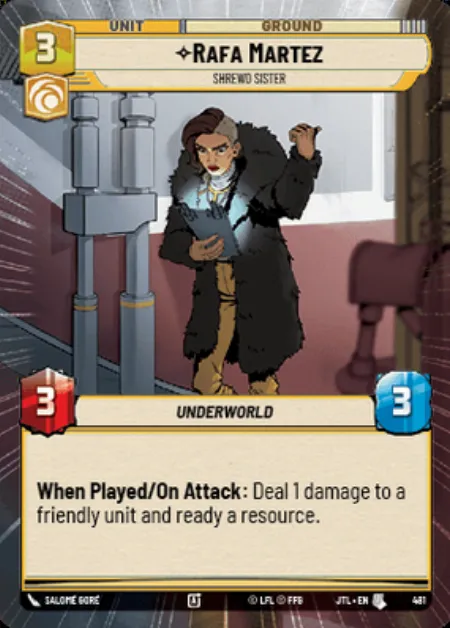 UNIT GROUND
3
✧RAFA MARTEZ
SHREWD SISTER
3
UNDERWORLD
3
When Played/On Attack: Deal 1 damage to a
friendly unit and ready a resource.
SALOMÉ GORÉ Ⓒ LFL Ⓒ FFG JTL • EN 481